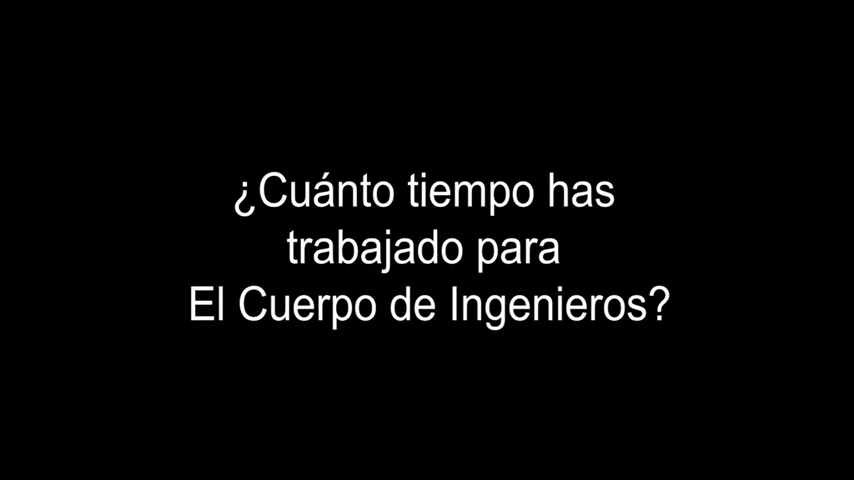 ¿Cuánto tiempo has
trabajado para
El Cuerpo de Ingenieros?